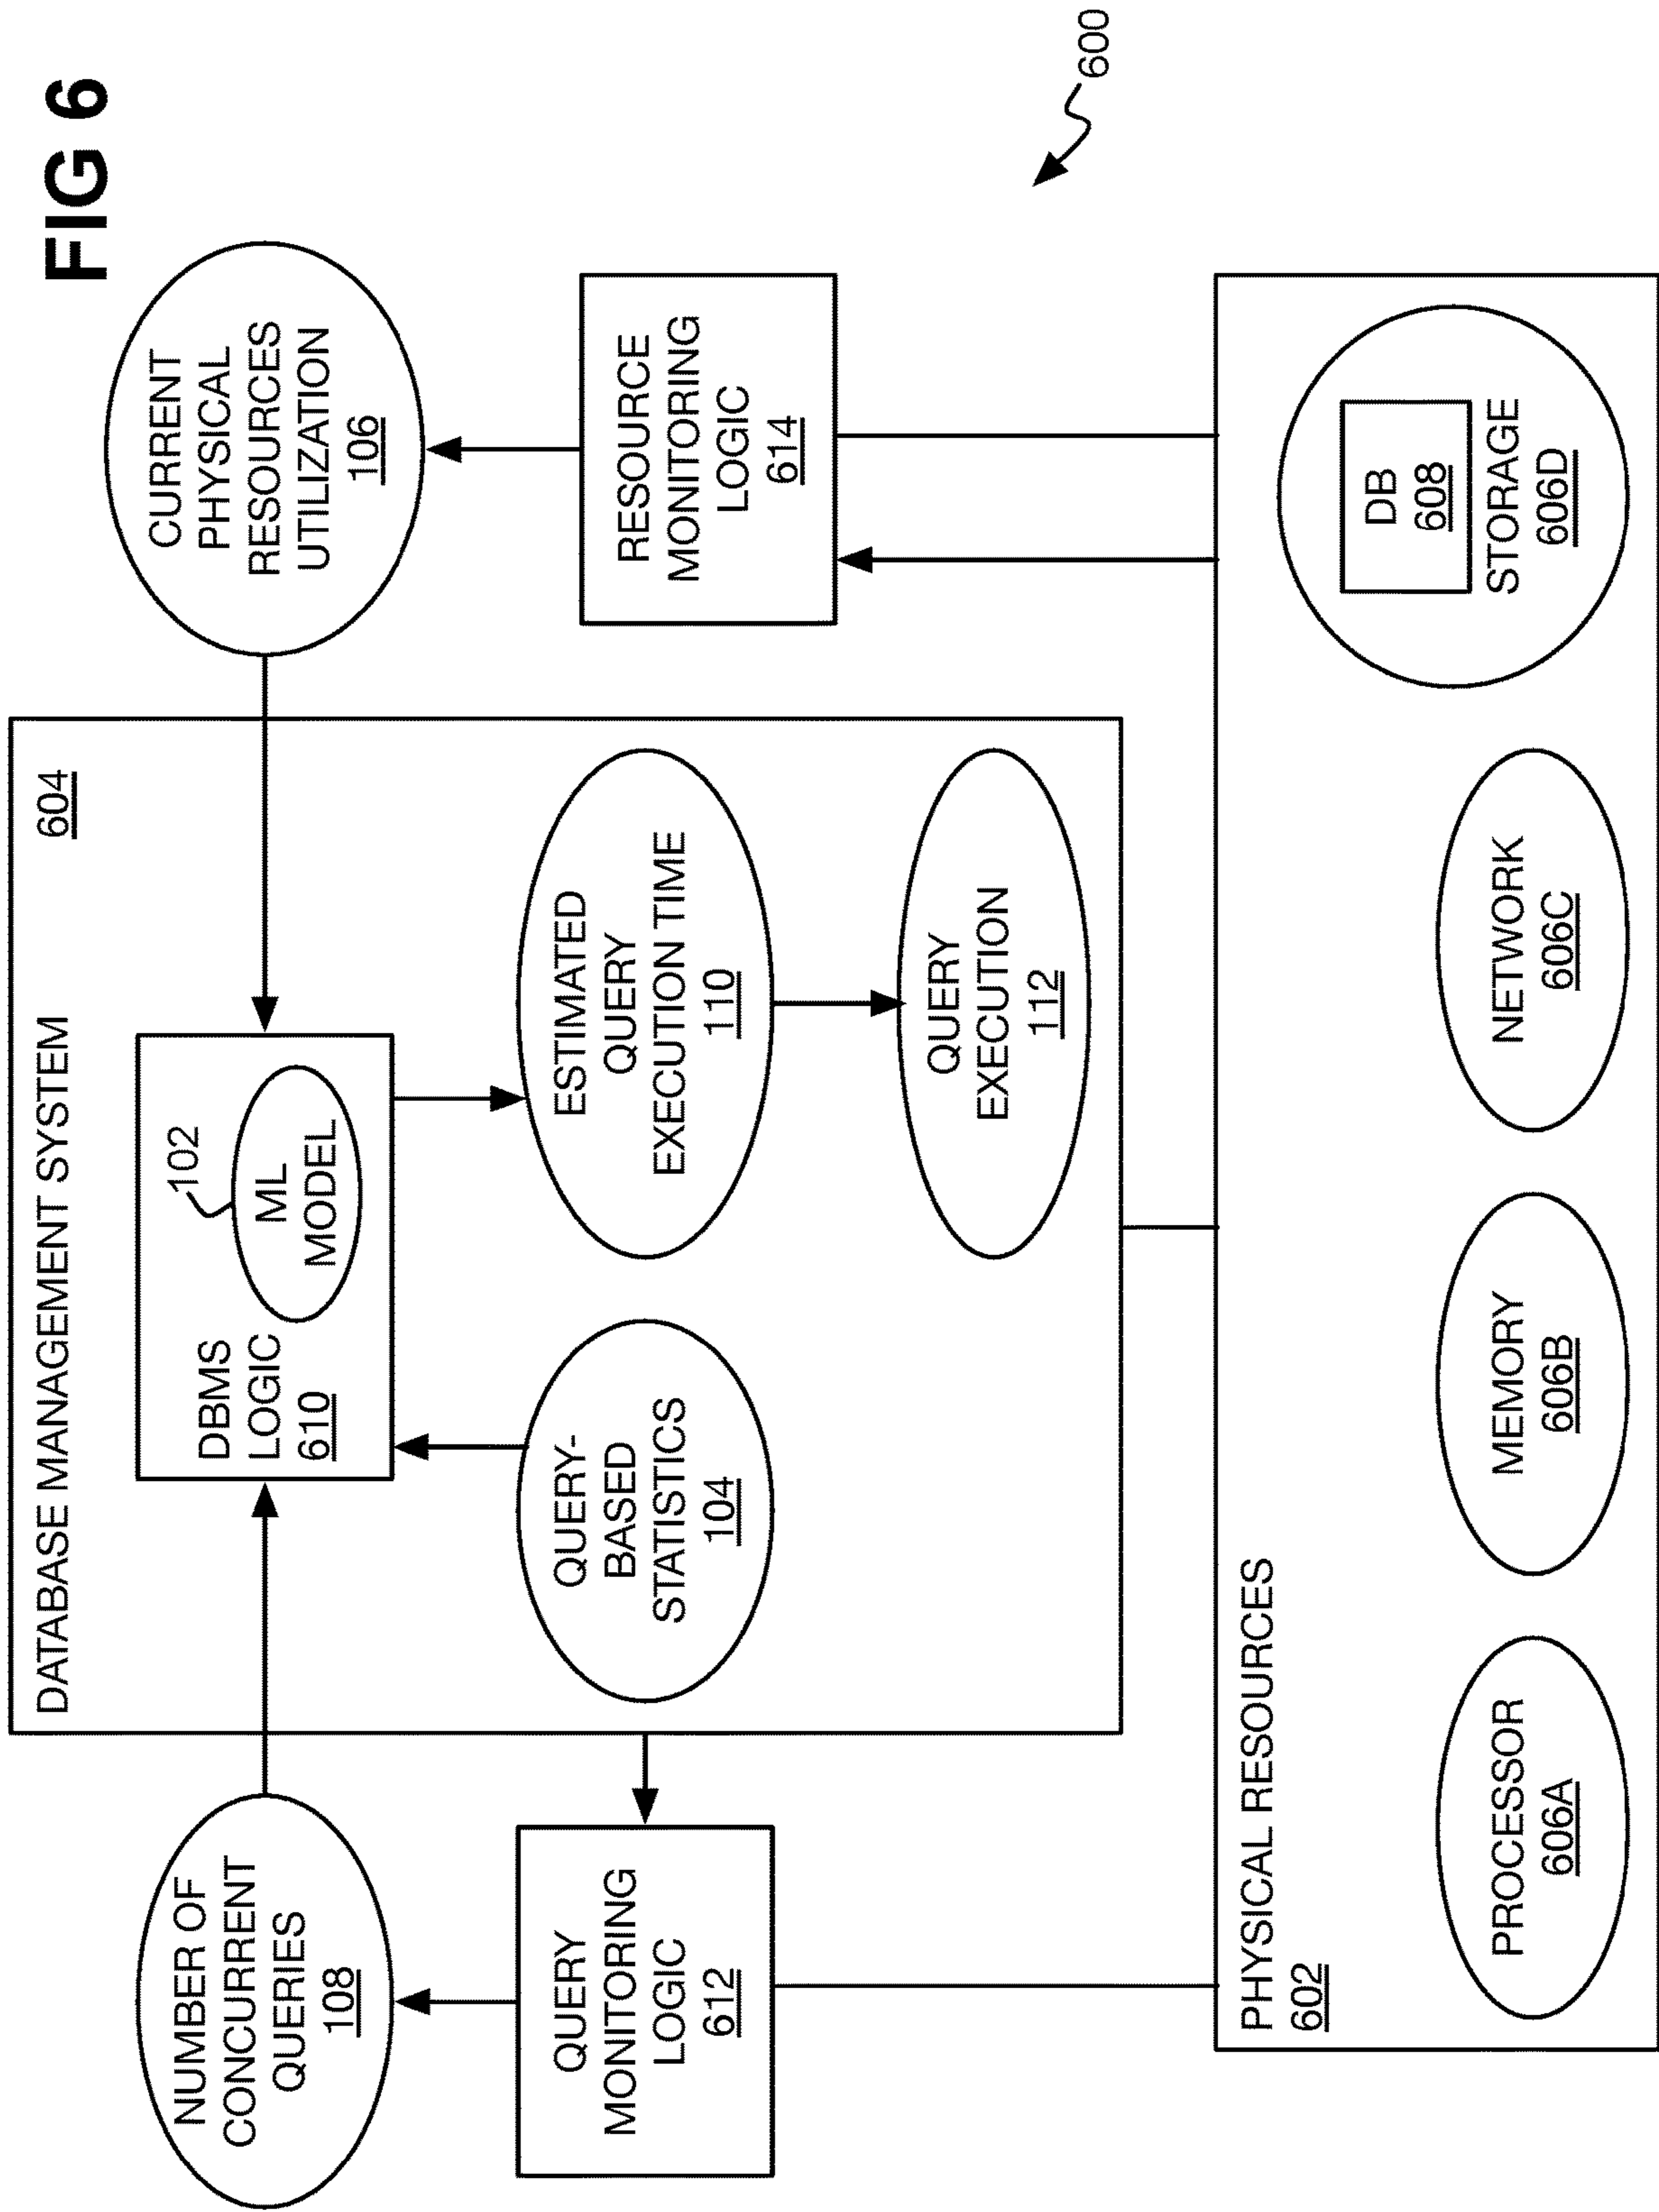 FIG 6
NUMBER OF
CONCURRENT
QUERIES
108
DATABASE MANAGEMENT SYSTEM
604
DBMS
LOGIC
610
102
ML
MODEL
CURRENT
PHYSICAL
RESOURCES
UTILIZATION
106
QUERY
MONITORING
LOGIC
612
QUERY-
BASED
STATISTICS
104
ESTIMATED
QUERY
EXECUTION TIME
110
QUERY
EXECUTION
112
RESOURCE
MONITORING
LOGIC
614
600
PHYSICAL RESOURCES
602
PROCESSOR
606A
MEMORY
606B
NETWORK
606C
DB
608
STORAGE
606D